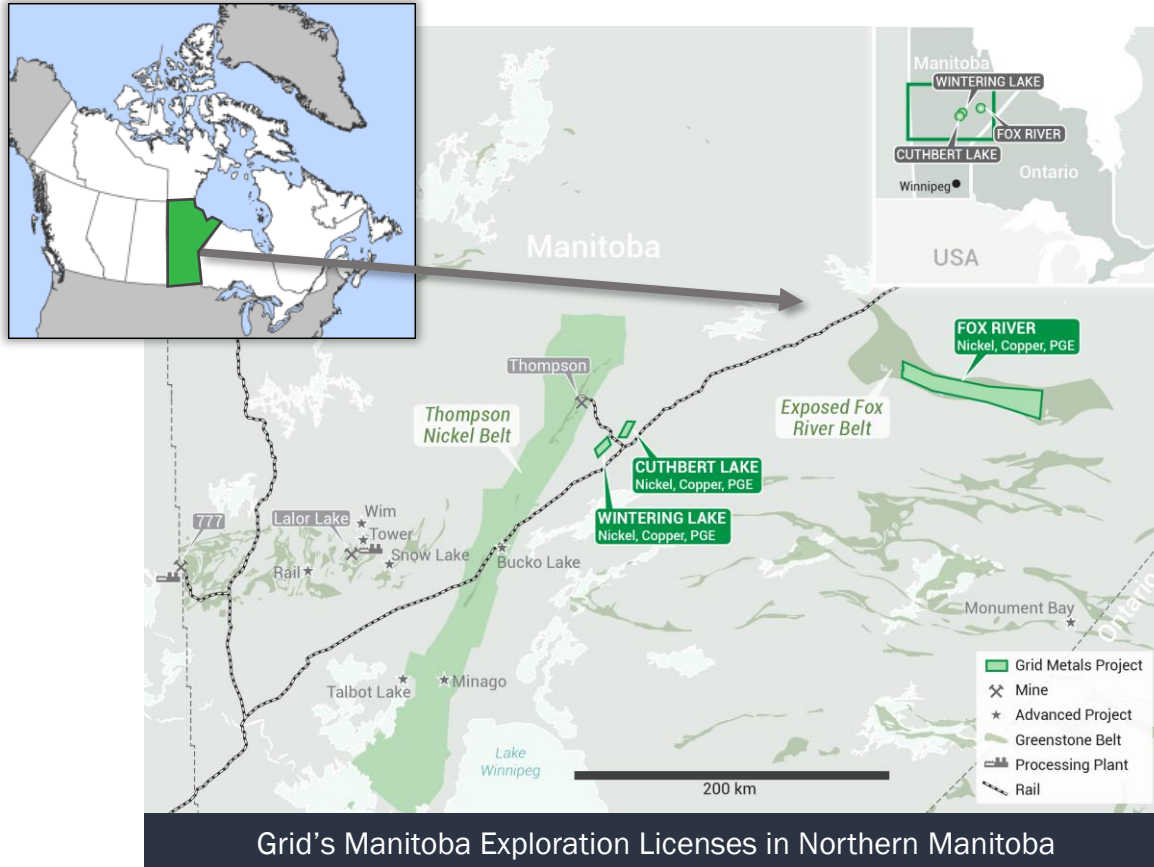 Manitoba
WINTERING LAKE
FOX RIVER
CUTHBERT LAKE
Ontario
Winnipeg
USA
Manitoba
FOX RIVER
Nickel, Copper, PGE
Thompson
Thompson
Nickel Belt
Exposed Fox
River Belt
CUTHBERT LAKE
Nickel, Copper, PGE
WINTERING LAKE
Nickel, Copper, PGE
777
Lalor Lake
Wim
Tower
Snow Lake
Rail
Bucko Lake
Monument Bay
Ontario
Talbot Lake
Minago
Lake
Winnipeg
200 km
Grid Metals Project
Mine
Advanced Project
Greenstone Belt
Processing Plant
Rail
Grid's Manitoba Exploration Licenses in Northern Manitoba